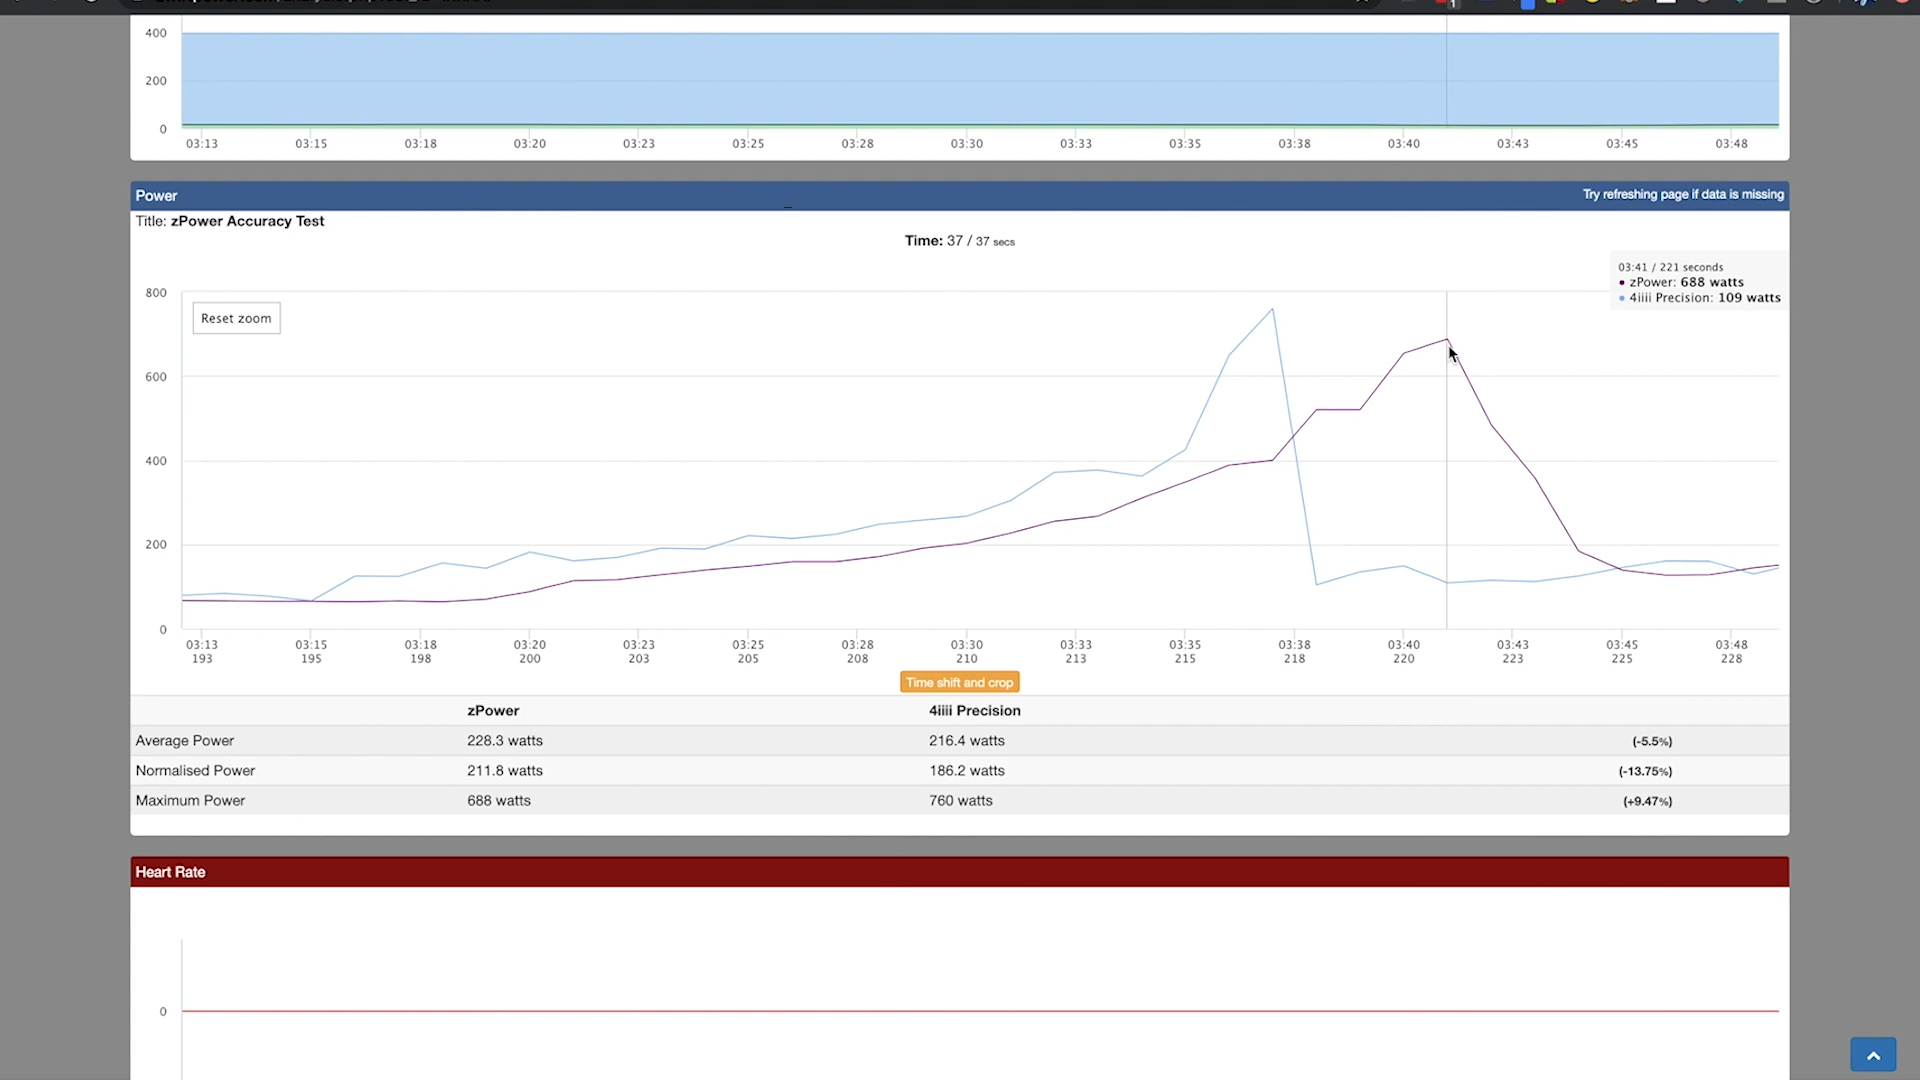 400
200
0
03:13 03:15 03:18 03:20 03:23 03:25 03:28 03:30 03:33 03:35 03:38 03:40 03:43 03:45 03:48
Power Try refreshing page if data is missing
Title: zPower Accuracy Test
Time: 37 / 37 secs
03:41 / 221 seconds
zPower: 688 watts
4iiii Precision: 109 watts
800
Reset zoom
600
400
200
0
03:13 03:15 03:18 03:20 03:23 03:25 03:28 03:30 03:33 03:35 03:38 03:40 03:43 03:45 03:48
193 195 198 200 203 205 208 210 213 215 218 220 223 225 228
Time shift and crop
zPower 4iiii Precision
Average Power 228.3 watts 216.4 watts (-5.5%)
Normalised Power 211.8 watts 186.2 watts (-13.75%)
Maximum Power 688 watts 760 watts (+9.47%)
Heart Rate
0